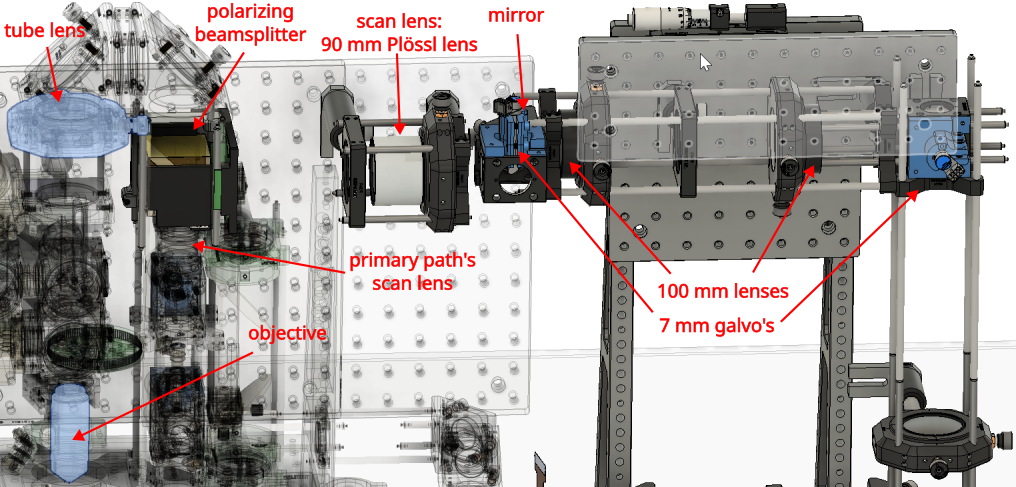 tube lens
polarizing
beamsplitter
scan lens:
90 mm Plössl lens
mirror
primary path's
scan lens
objective
100 mm lenses
7 mm galvo's